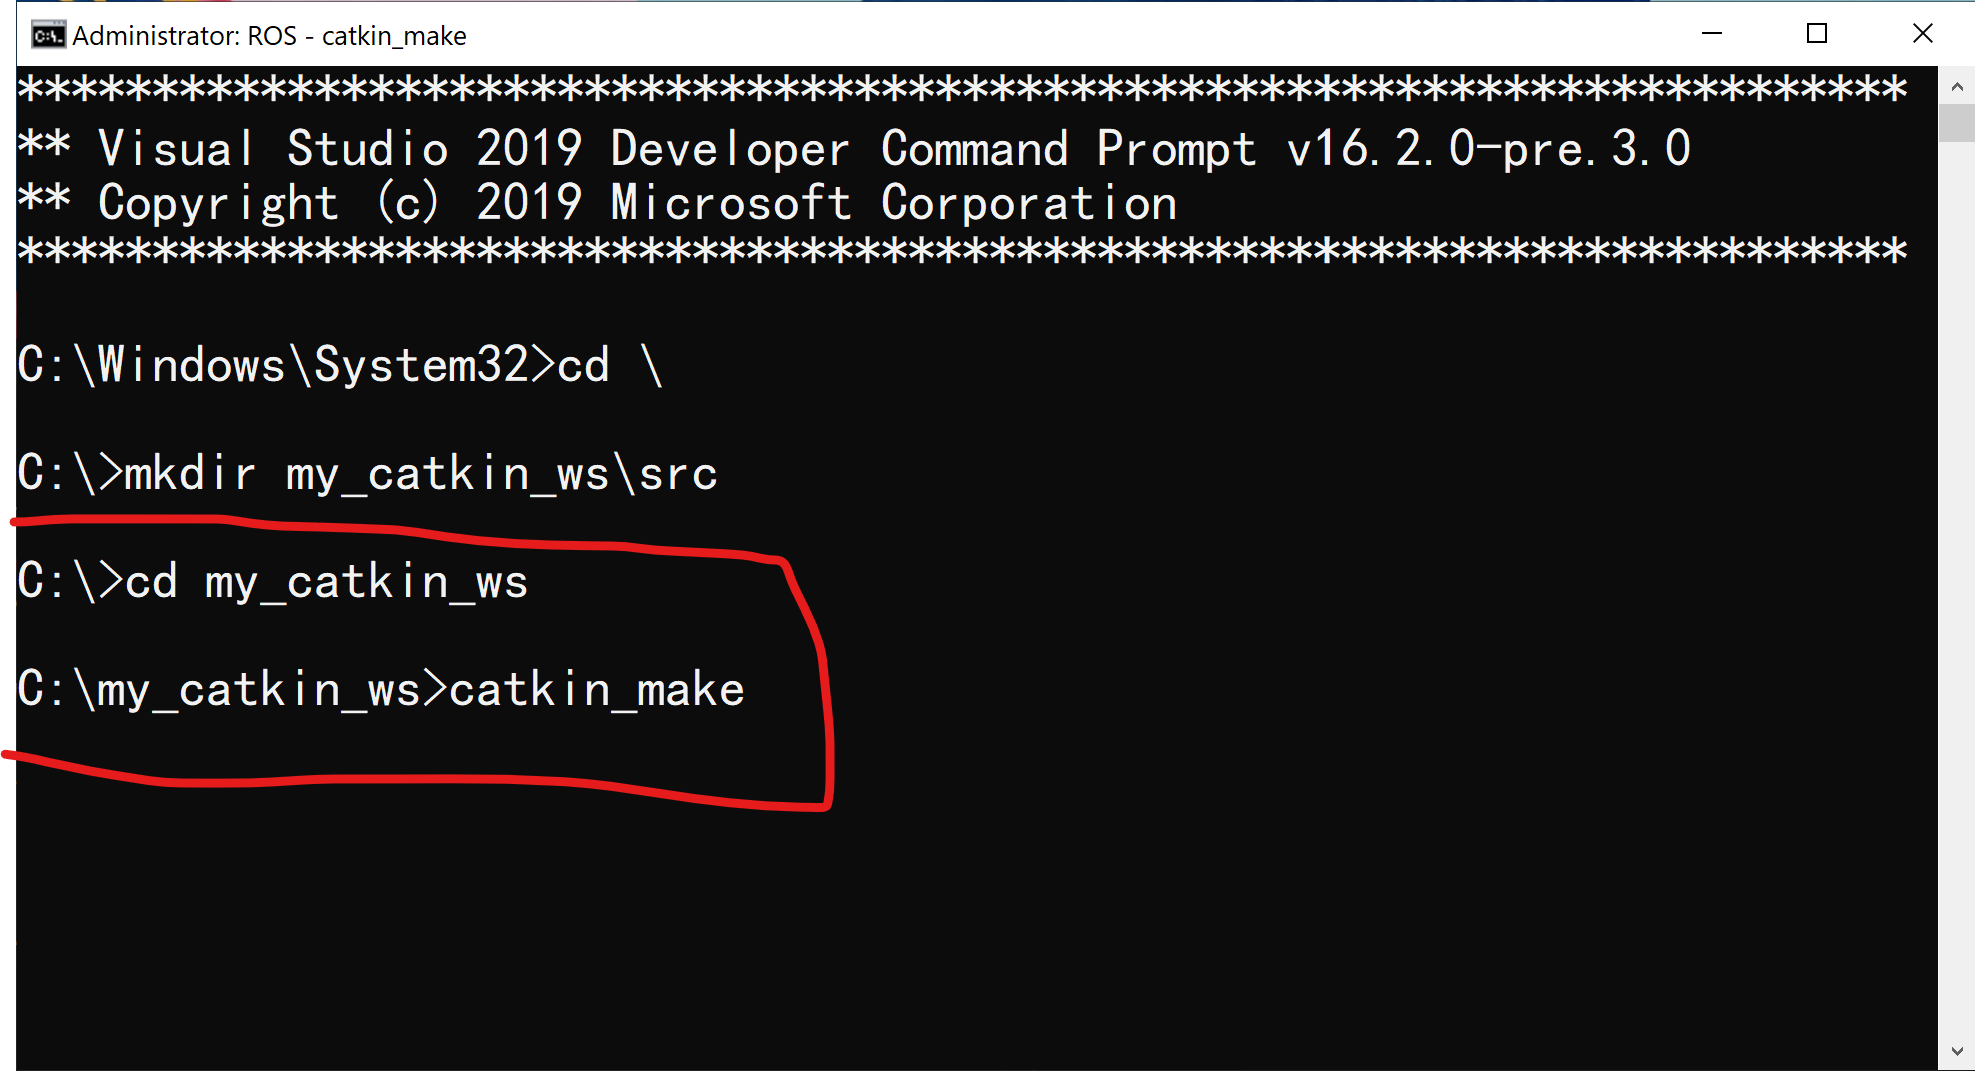 Administrator: ROS - catkin_make
**********************************************************************
** Visual Studio 2019 Developer Command Prompt v16.2.0-pre.3.0
** Copyright (c) 2019 Microsoft Corporation
**********************************************************************
C:\Windows\System32>cd \
C:\>mkdir my_catkin_ws\src
C:\>cd my_catkin_ws
C:\my_catkin_ws>catkin_make